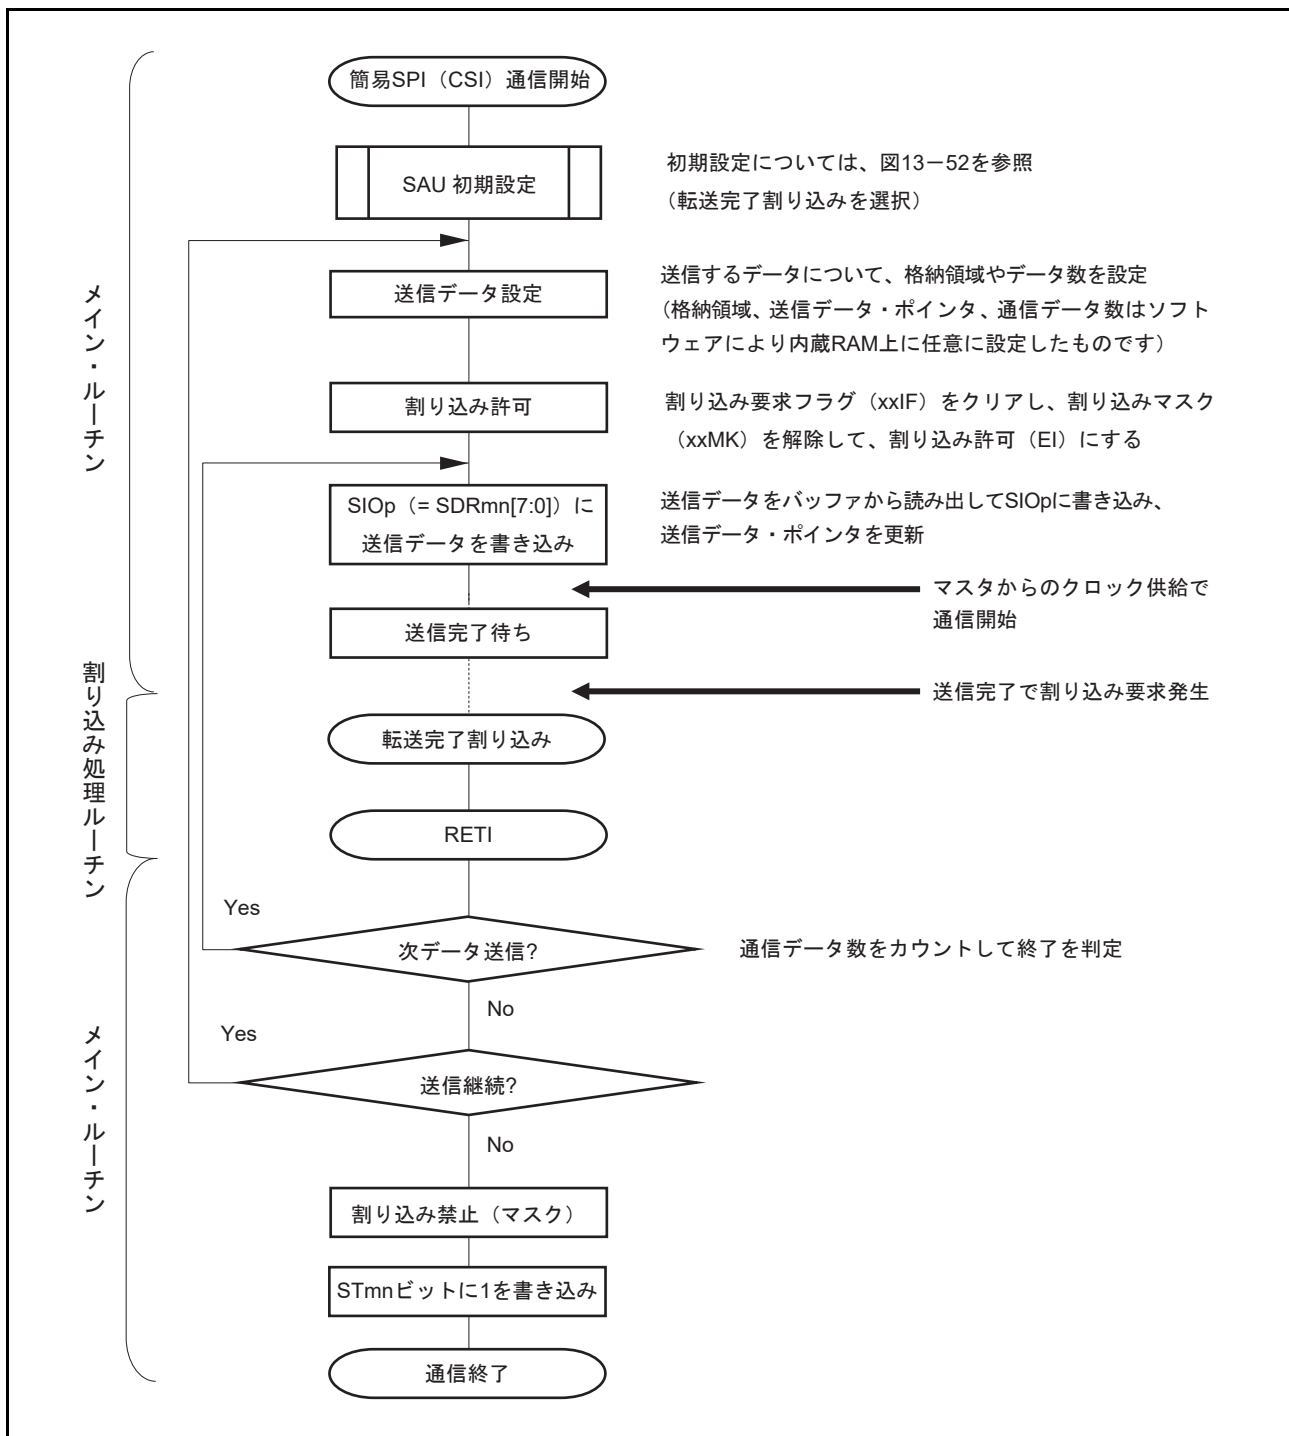 簡易SPI（CSI）通信開始
SAU 初期設定
初期設定については、図13－52を参照
（転送完了割り込みを選択）
送信データ設定
送信するデータについて、格納領域やデータ数を設定
（格納領域、送信データ・ポインタ、通信データ数はソフト
ウェアにより内蔵RAM上に任意に設定したものです）
メイン・ルーチン
割り込み許可
割り込み要求フラグ（xxIF）をクリアし、割り込みマスク
（xxMK）を解除して、割り込み許可（EI）にする
SIOp（= SDRmn[7:0]）に
送信データを書き込み
送信データをバッファから読み出してSIOpに書き込み、
送信データ・ポインタを更新
マスタからのクロック供給で
通信開始
送信完了待ち
送信完了で割り込み要求発生
割り込み処理ルーチン
転送完了割り込み
RETI
Yes
次データ送信?
通信データ数をカウントして終了を判定
No
Yes
送信継続?
No
メイン・ルーチン
割り込み禁止（マスク）
STmnビットに1を書き込み
通信終了